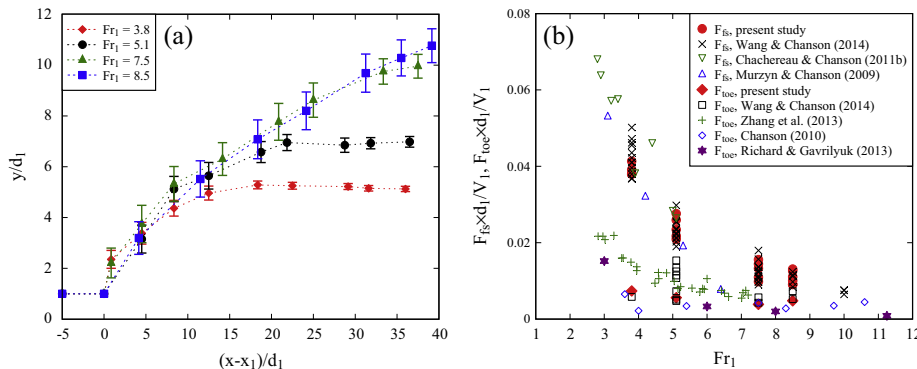 (a)
Fr1 = 3.8
Fr1 = 5.1
Fr1 = 7.5
Fr1 = 8.5
y/d1
12
10
8
6
4
2
0
-5 0 5 10 15 20 25 30 35 40
(x-x1)/d1
(b)
Ffs, present study
Ffs, Wang & Chanson (2014)
Ffs, Chachereau & Chanson (2011b)
Ffs, Murzyn & Chanson (2009)
Ftoe, present study
Ftoe, Wang & Chanson (2014)
Ftoe, Zhang et al. (2013)
Ftoe, Chanson (2010)
Ftoe, Richard & Gavrilyuk (2013)
Ffs×d1/V1, Ftoe×d1/V1
0.08
0.06
0.04
0.02
0
1 2 3 4 5 6 7 8 9 10 11 12
Fr1